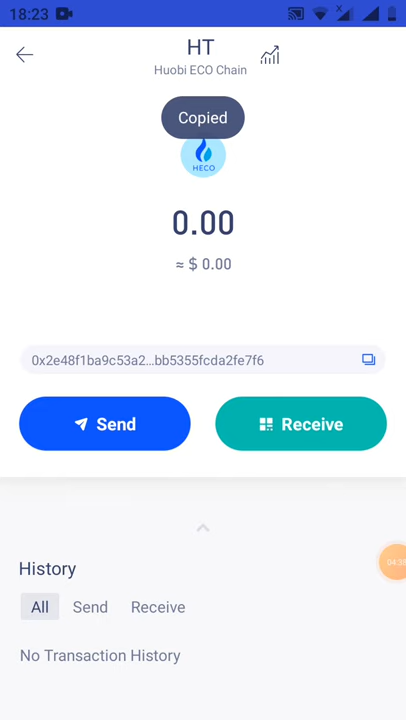 18:23
HT
Huobi ECO Chain
Copied
HECO
0.00
≈ $ 0.00
0x2e48f1ba9c53a2...bb5355fcda2fe7f6
Send
Receive
History
All
Send
Receive
No Transaction History